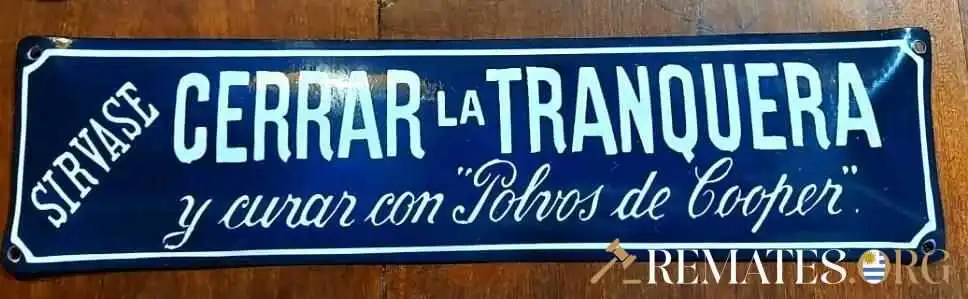 SIRVASE
CERRAR LA TRANQUERA
y curar con "Polvos de Cooper".
REMATES.ORG